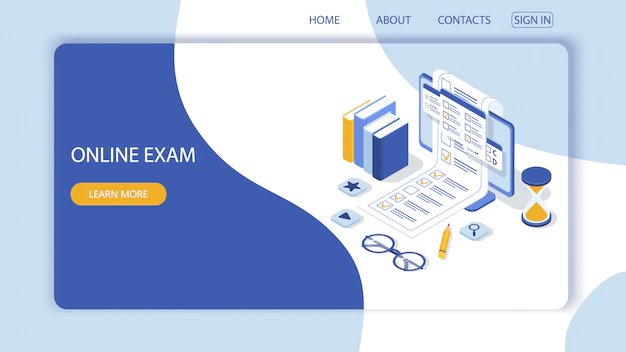 HOME
ABOUT
CONTACTS
SIGN IN
ONLINE EXAM
LEARN MORE
C
D